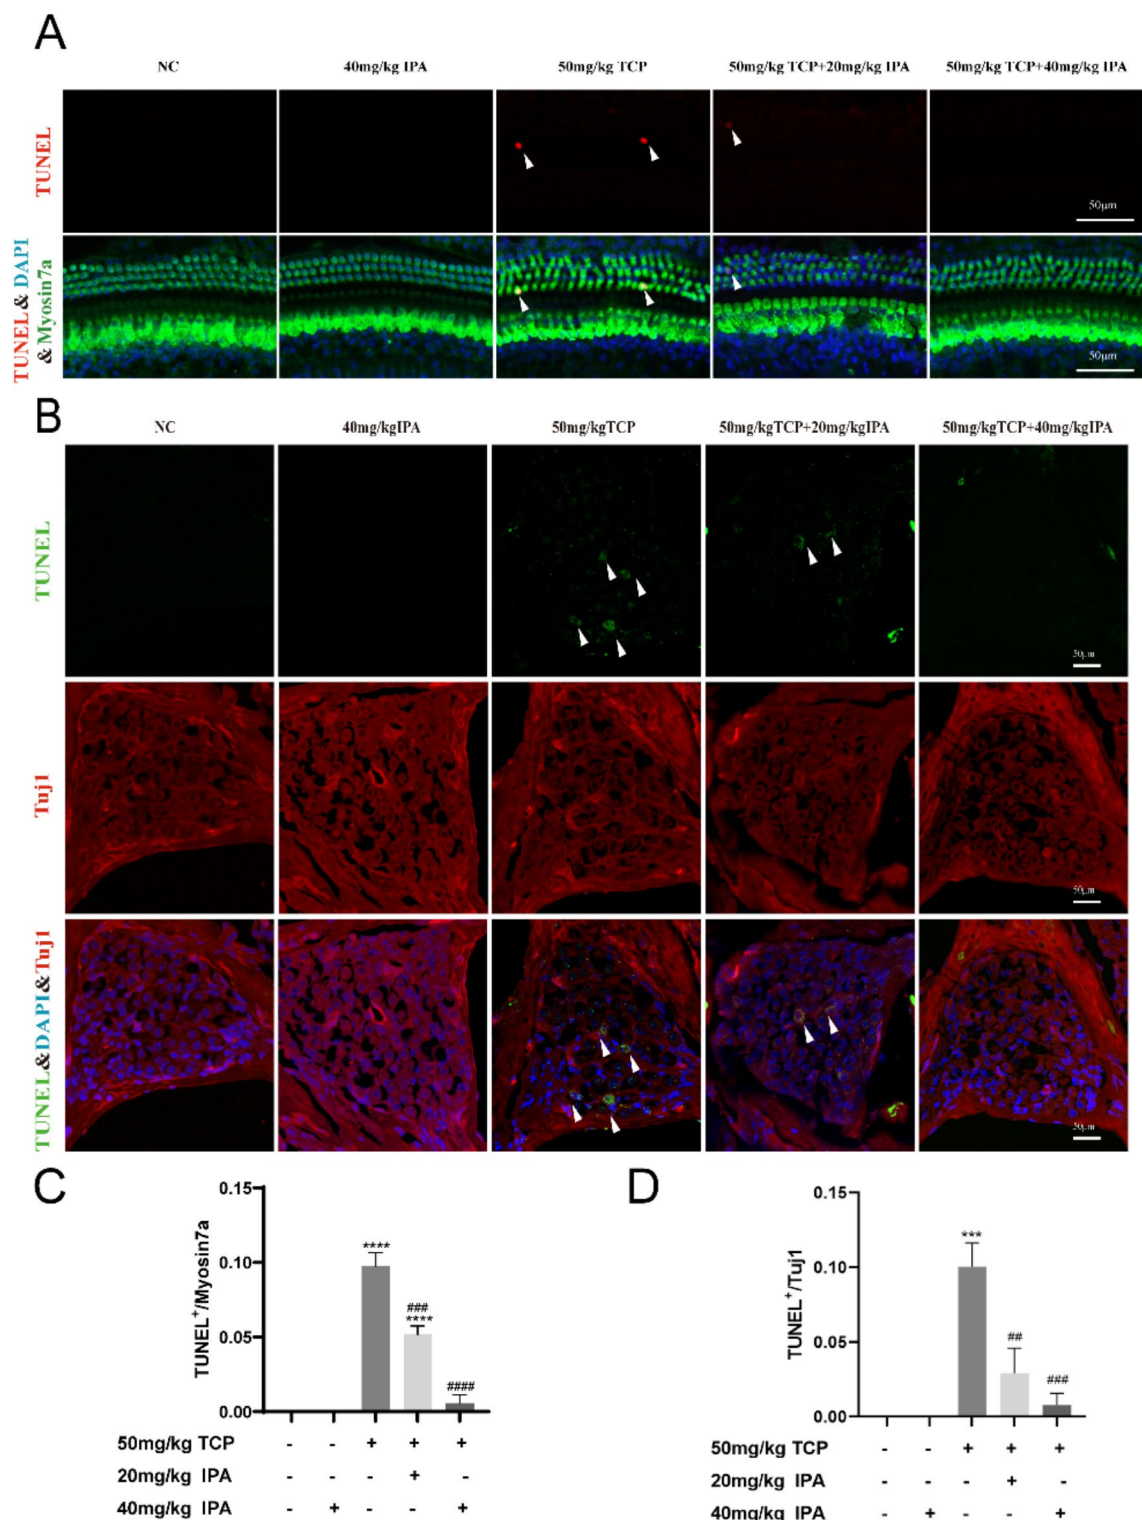 A
NC 40mg/kg IPA 50mg/kg TCP 50mg/kg TCP+20mg/kg IPA 50mg/kg TCP+40mg/kg IPA
TUNEL
50μm
TUNEL & DAPI
& Myosin7a
50μm
B
NC 40mg/kgIPA 50mg/kgTCP 50mg/kgTCP+20mg/kgIPA 50mg/kgTCP+40mg/kgIPA
TUNEL
50μm
Tuj1
50μm
TUNEL&DAPI&Tuj1
50μm
C
TUNEL+/Myosin7a
0.15
0.10
0.05
0.00
****
###
****
####
50mg/kg TCP - - + + +
20mg/kg IPA - - - + -
40mg/kg IPA - + - - +
D
TUNEL+/Tuj1
0.15
0.10
0.05
0.00
***
##
###
50mg/kg TCP - - + + +
20mg/kg IPA - - - + -
40mg/kg IPA - + - - +